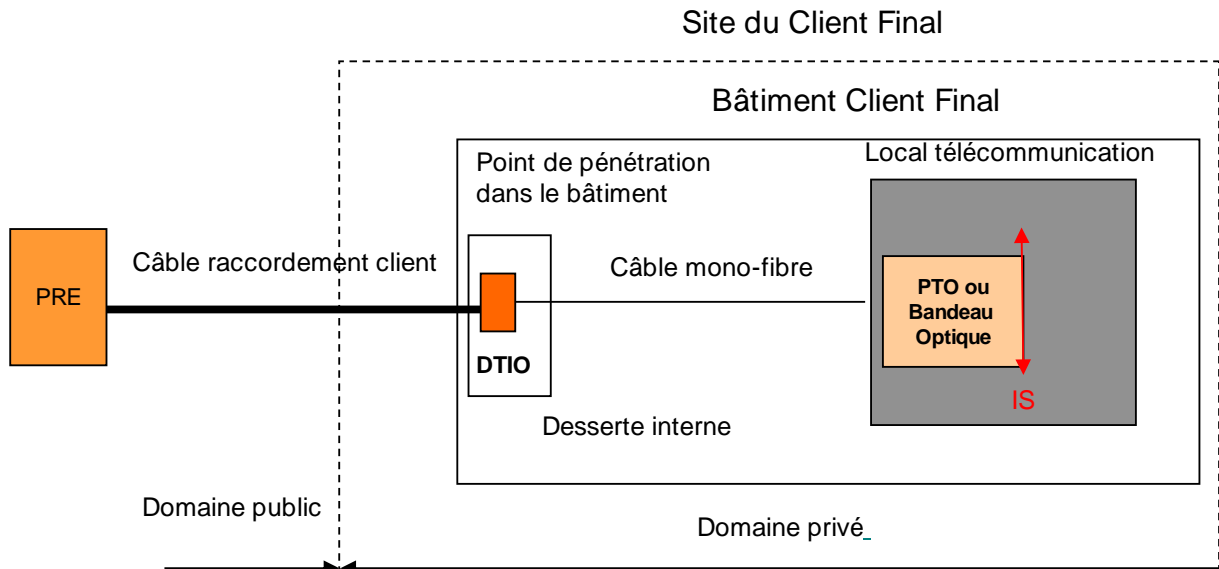 Site du Client Final
Bâtiment Client Final
Point de pénétration
dans le bâtiment
Local télécommunication
Câble raccordement client
Câble mono-fibre
PRE
PTO ou
Bandeau
Optique
DTIO
IS
Desserte interne
Domaine public
Domaine privé